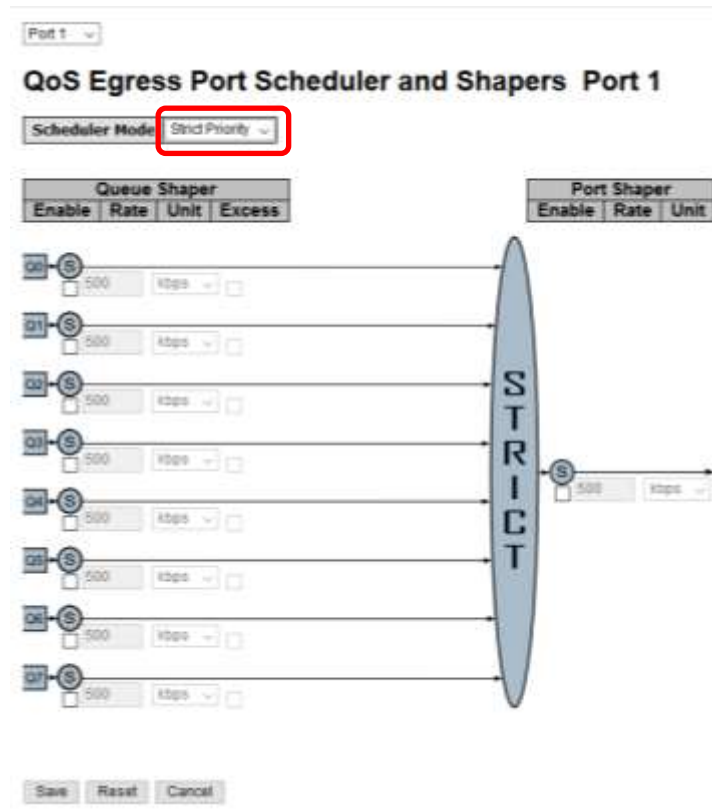 Port 1
QoS Egress Port Scheduler and Shapers Port 1
Scheduler Mode Strict Priority
Queue Shaper
Enable Rate Unit Excess
Port Shaper
Enable Rate Unit
Q0 S
500 kbps
Q1 S
500 kbps
Q2 S
500 kbps
Q3 S
500 kbps
Q4 S
500 kbps
Q5 S
500 kbps
Q6 S
500 kbps
Q7 S
500 kbps
STRICT
S
500 kbps
Save Reset Cancel